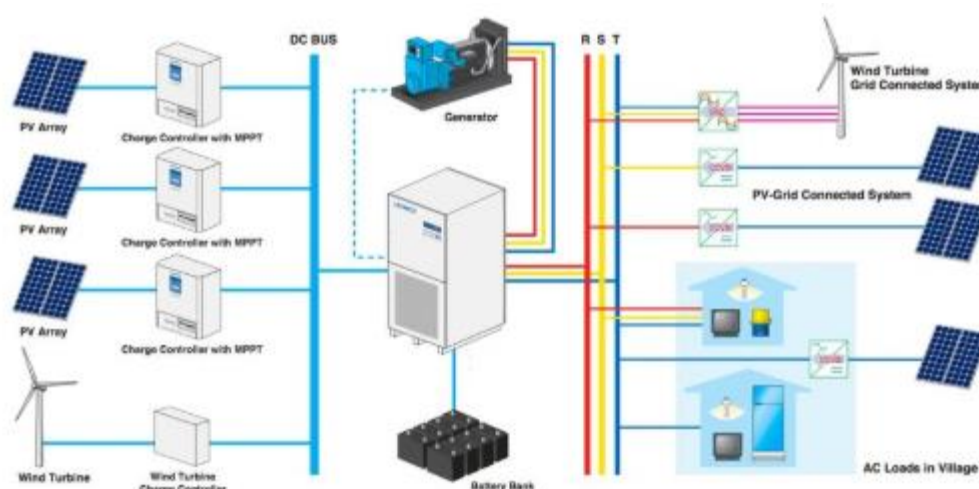 DC BUS
R S T
PV Array
Charge Controller with MPPT
Generator
Wind Turbine
Grid Connected System
PV Array
Charge Controller with MPPT
PV-Grid Connected System
PV Array
Charge Controller with MPPT
Wind Turbine
Wind Turbine
Charge Controller
Battery Bank
AC Loads in Village